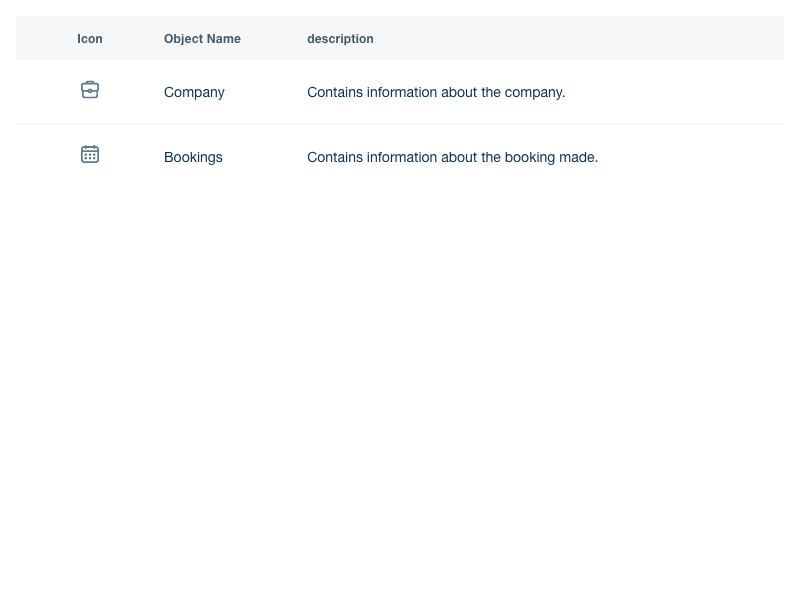 Icon Object Name description
Company Contains information about the company.
Bookings Contains information about the booking made.